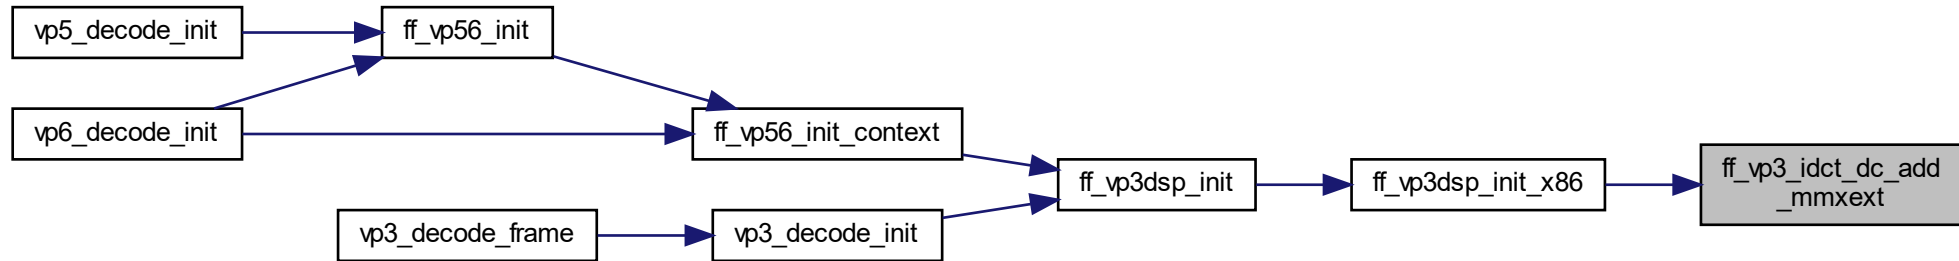 vp5_decode_init
ff_vp56_init
vp6_decode_init
ff_vp56_init_context
ff_vp3_idct_dc_add
_mmxext
ff_vp3dsp_init
ff_vp3dsp_init_x86
vp3_decode_frame
vp3_decode_init